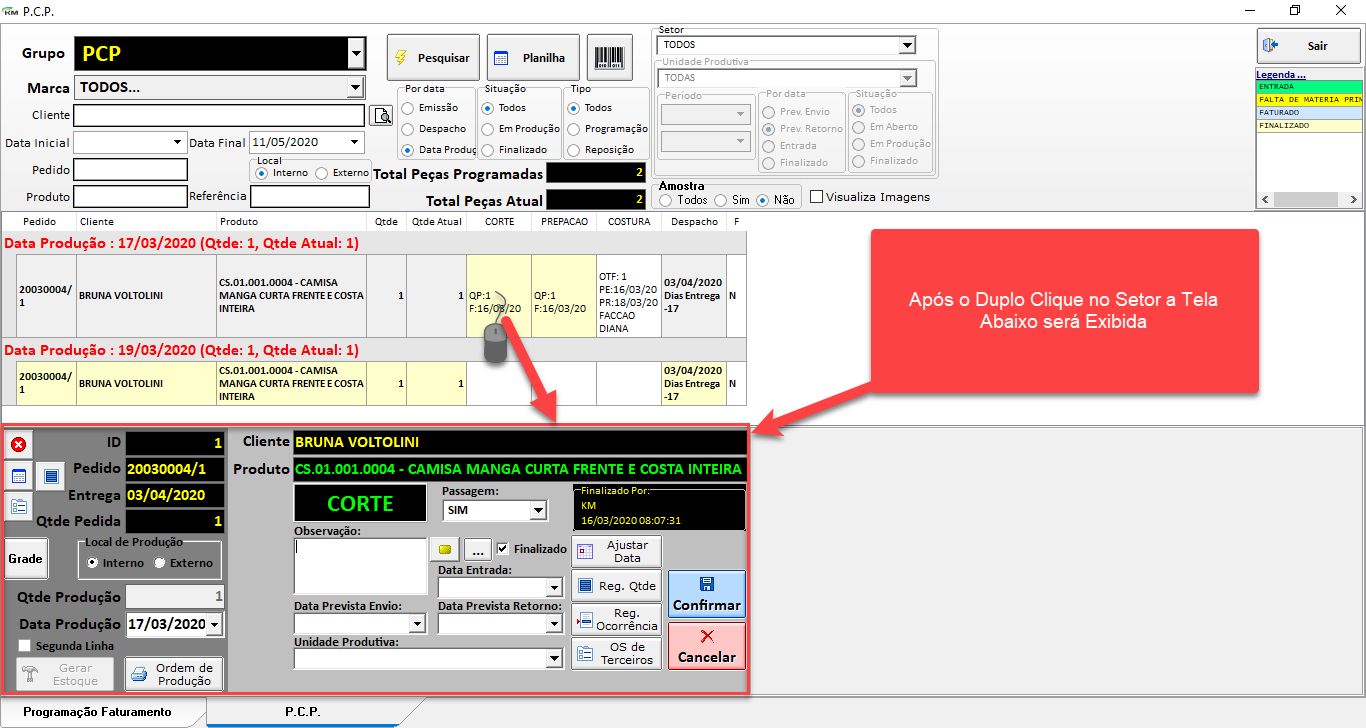 KM P.C.P.
Grupo PCP
Marca TODOS...
Cliente
Data Inicial Data Final 11/05/2020
Pedido
Local
Interno Externo
Produto Referência
Pesquisar Planilha
Por data
Emissão
Despacho
Data Produç
Situação
Todos
Em Produção
Finalizado
Tipo
Todos
Programação
Reposição
Total Peças Programadas 2
Total Peças Atual 2
Setor
TODOS
Unidade Produtiva
TODAS
Período
Por data
Prev. Envio
Prev. Retorno
Entrada
Finalizado
Situação
Todos
Em Aberto
Em Produção
Finalizado
Amostra
Todos Sim Não
Visualiza Imagens
Sair
Legenda ...
ENTRADA
FALTA DE MATERIA PRIM
FATURADO
FINALIZADO
Pedido Cliente Produto Qtde Qtde Atual CORTE PREPARACAO COSTURA Despacho F
Data Produção : 17/03/2020 (Qtde: 1, Qtde Atual: 1)
20030004/
1
BRUNA VOLTOLINI
CS.01.001.0004 - CAMISA
MANGA CURTA FRENTE E COSTA
INTEIRA
1
1
QP:1
F:16/03/20
QP:1
F:16/03/20
OTF: 1
PE:16/03/20
PR:18/03/20
FACCAO
DIANA
03/04/2020
Dias Entrega
-17
N
Data Produção : 19/03/2020 (Qtde: 1, Qtde Atual: 1)
20030004/
1
BRUNA VOLTOLINI
CS.01.001.0004 - CAMISA
MANGA CURTA FRENTE E COSTA
INTEIRA
1
1
03/04/2020
Dias Entrega
-17
N
Após o Duplo Clique no Setor a Tela
Abaixo será Exibida
ID 1
Pedido 20030004/1
Entrega 03/04/2020
Qtde Pedida 1
Grade
Local de Produção
Interno Externo
Qtde Produção 1
Data Produção 17/03/2020
Segunda Linha
Gerar
Estoque
Ordem de
Produção
Cliente BRUNA VOLTOLINI
Produto CS.01.001.0004 - CAMISA MANGA CURTA FRENTE E COSTA INTEIRA
CORTE
Passagem:
SIM
Finalizado Por:
KM
16/03/2020 08:07:31
Observação:
... Finalizado
Data Entrada:
Data Prevista Envio: Data Prevista Retorno:
Unidade Produtiva:
Ajustar
Data
Reg. Qtde
Reg.
Ocorrência
OS de
Terceiros
Confirmar
Cancelar
Programação Faturamento P.C.P.